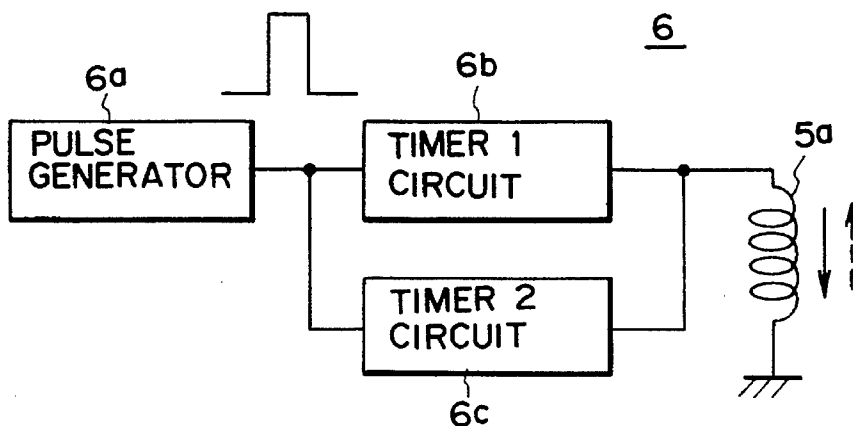 6
6a
6b
PULSE
GENERATOR
TIMER 1
CIRCUIT
5a
TIMER 2
CIRCUIT
6c